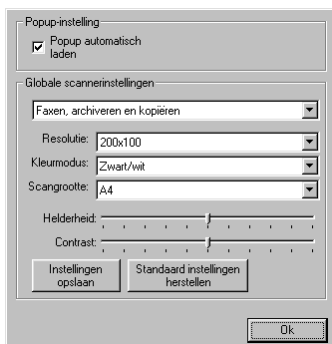 Popup-instelling
Popup automatisch
laden
Globale scannerinstellingen
Faxen, archiveren en kopiëren
Resolutie: 200x100
Kleurmodus: Zwart/wit
Scangrootte: A4
Helderheid:
Contrast:
Instellingen
opslaan
Standaard instellingen
herstellen
Ok